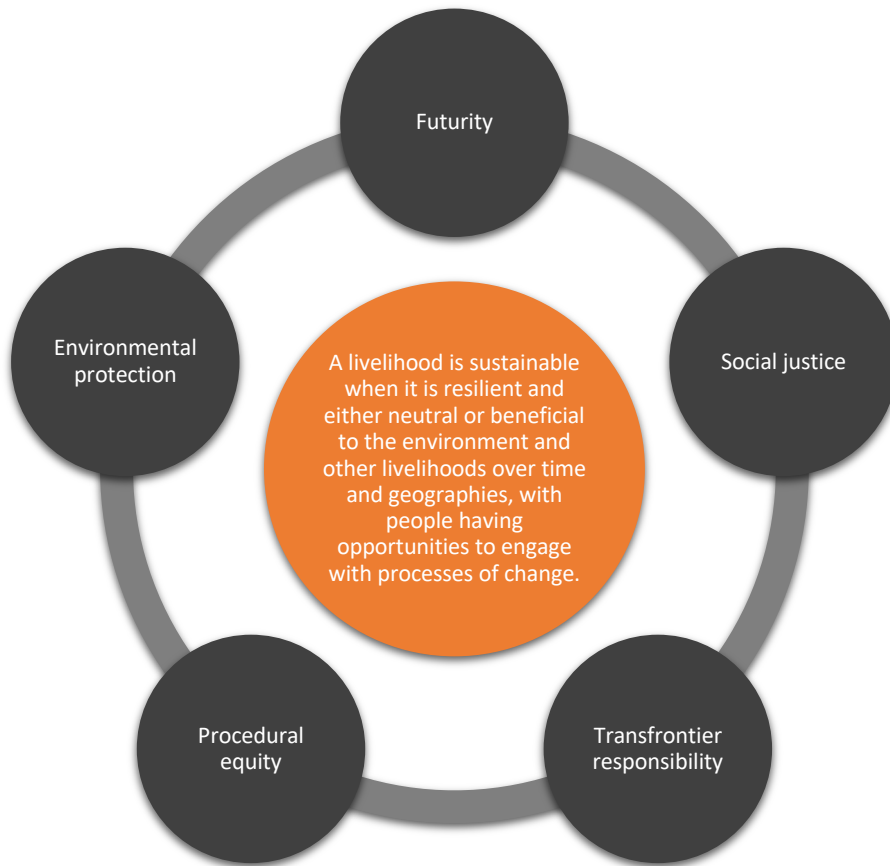 Futurity
Environmental
protection
A livelihood is sustainable
when it is resilient and
either neutral or beneficial
to the environment and
other livelihoods over time
and geographies, with
people having
opportunities to engage
with processes of change.
Social justice
Procedural
equity
Transfrontier
responsibility